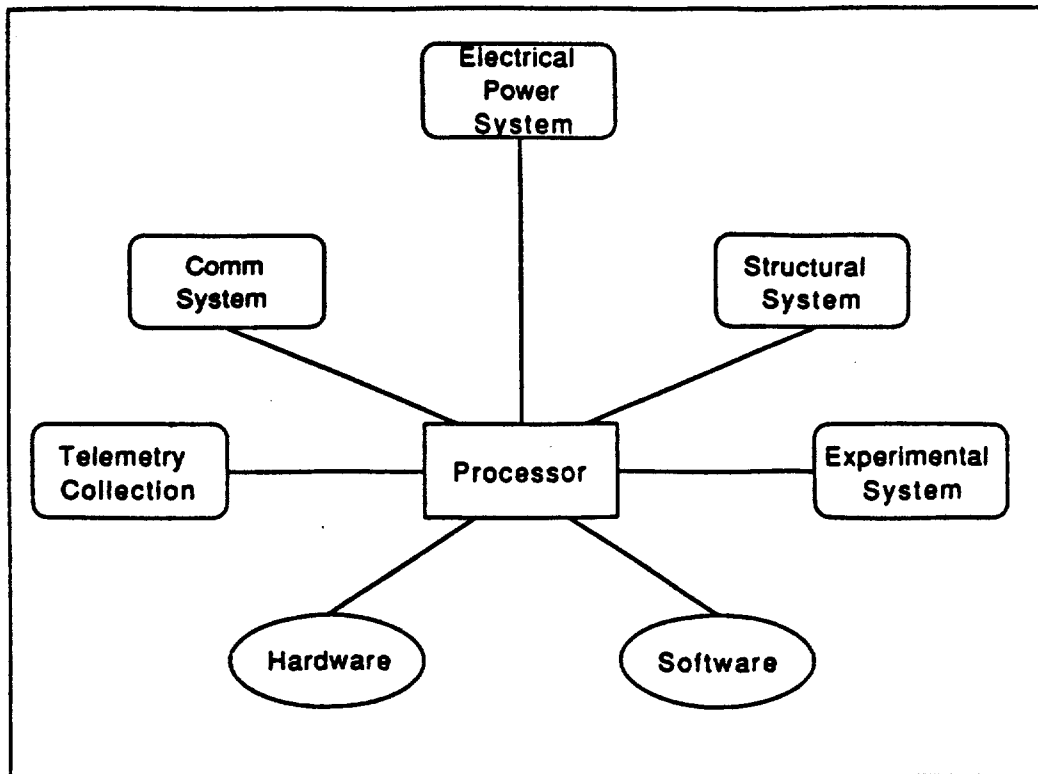 Electrical
Power
System
Comm
System
Structural
System
Telemetry
Collection
Processor
Experimental
System
Hardware
Software